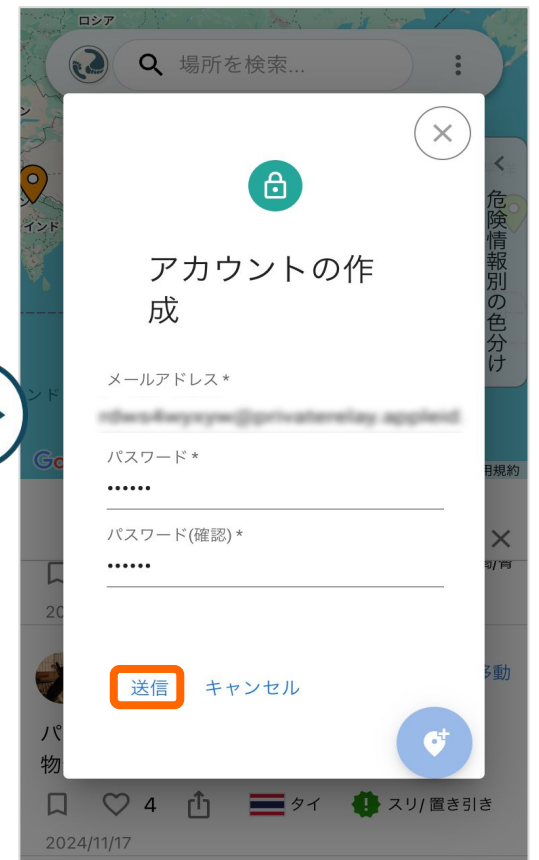 ロシア
場所を検索...
インド
危険情報別の色分け
アカウントの作
成
メールアドレス *
パスワード *
••••••
パスワード(確認) *
••••••
送信 キャンセル
用規約
20
移動
パ
物
4 タイ スリ/ 置き引き
2024/11/17